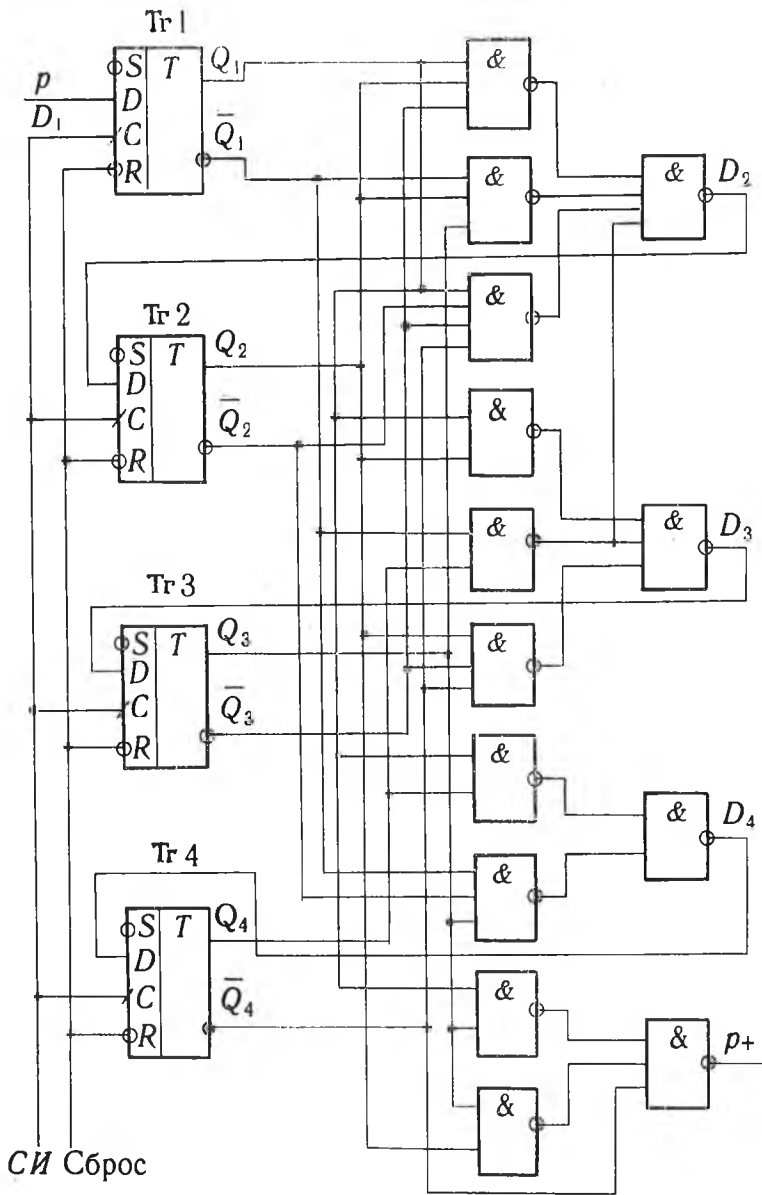 Tr 1
S T Q₁
p
D
D₁
C Q̅₁
R
&
&
& D₂
&
Tr 2
S T Q₂
D
C Q̅₂
R
&
&
& D₃
Tr 3
S T Q₃
D
C Q̅₃
R
&
&
& D₄
Tr 4
S T Q₄
D
C Q̅₄
R
&
&
& p+
&
СИ Сброс